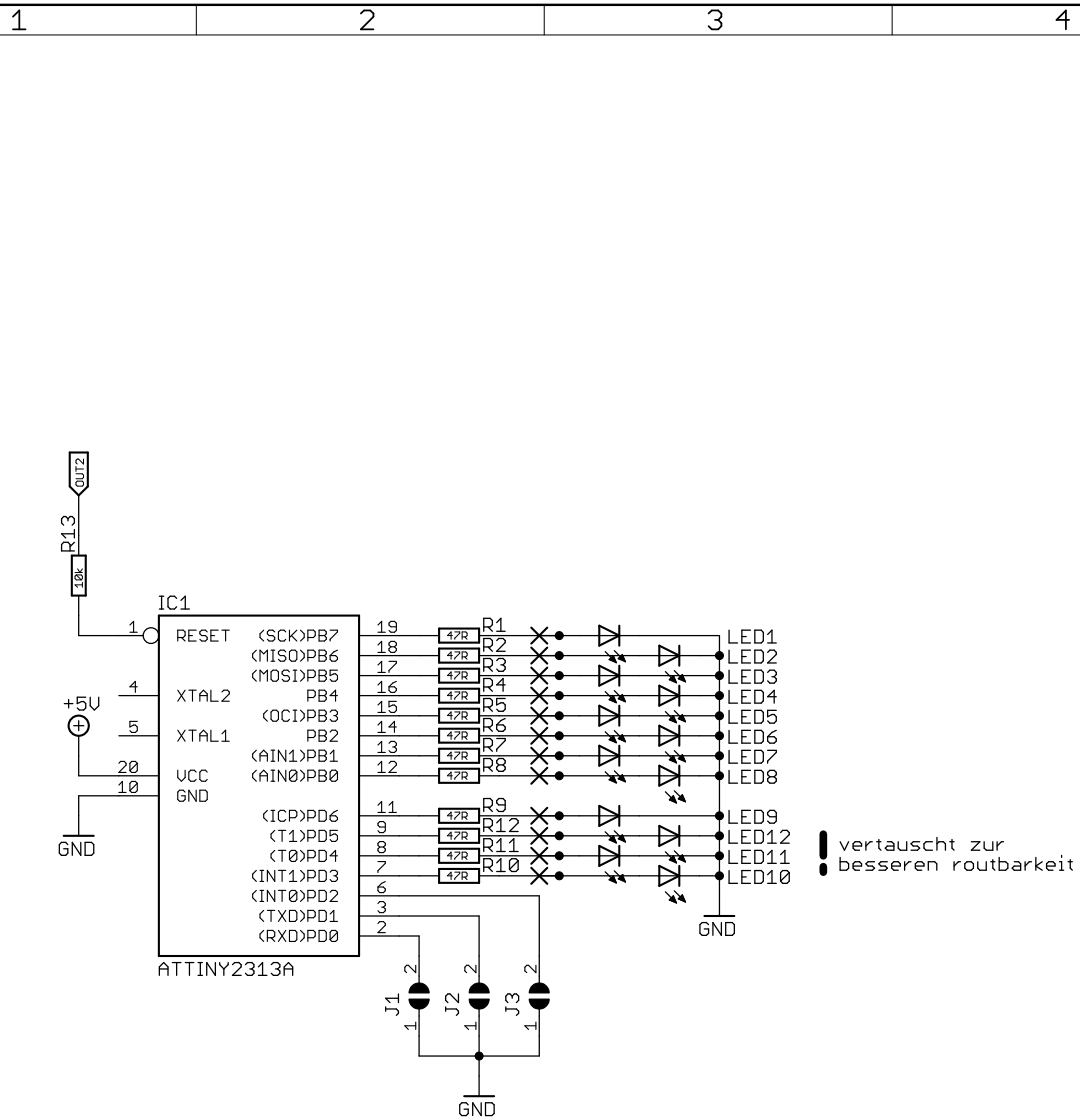 1 2 3 4
OUT2
R13
10k
IC1
1 RESET (SCK)PB7 19 47R R1 LED1
(MISO)PB6 18 47R R2 LED2
(MOSI)PB5 17 47R R3 LED3
4 XTAL2 PB4 16 47R R4 LED4
+5V
(OCI)PB3 15 47R R5 LED5
5 XTAL1 PB2 14 47R R6 LED6
(AIN1)PB1 13 47R R7 LED7
20 VCC (AIN0)PB0 12 47R R8 LED8
10 GND
(ICP)PD6 11 47R R9 LED9
(T1)PD5 9 47R R12 LED12
GND
(T0)PD4 8 47R R11 LED11
(INT1)PD3 7 47R R10 LED10
! vertauscht zur
besseren routbarkeit
(INT0)PD2 6
(TXD)PD1 3
(RXD)PD0 2
GND
ATTINY2313A
2 2 2
J1 J2 J3
1 1 1
GND